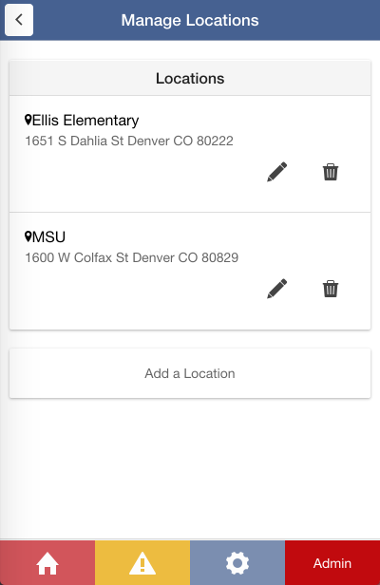 Manage Locations
Locations
Ellis Elementary
1651 S Dahlia St Denver CO 80222
MSU
1600 W Colfax St Denver CO 80829
Add a Location
Admin